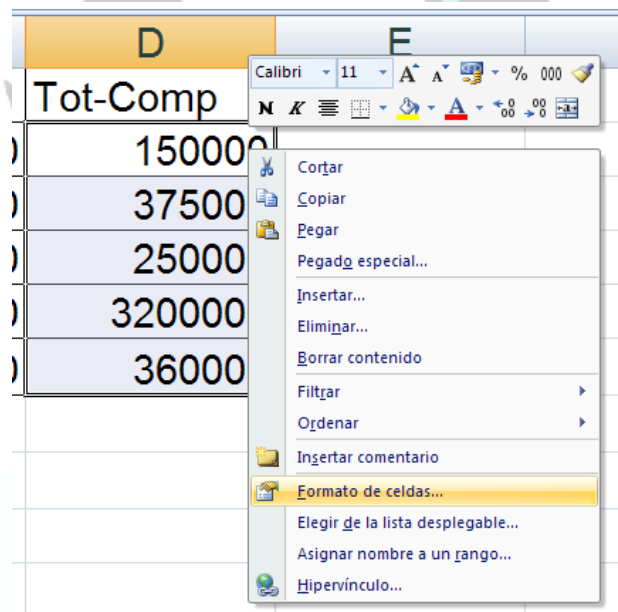 D E
Calibri 11 A A % 000
Tot-Comp N K A
150000
37500
25000
320000
36000
Cortar
Copiar
Pegar
Pegado especial...
Insertar...
Eliminar...
Borrar contenido
Filtrar
Ordenar
Insertar comentario
Formato de celdas...
Elegir de la lista desplegable...
Asignar nombre a un rango...
Hipervínculo...